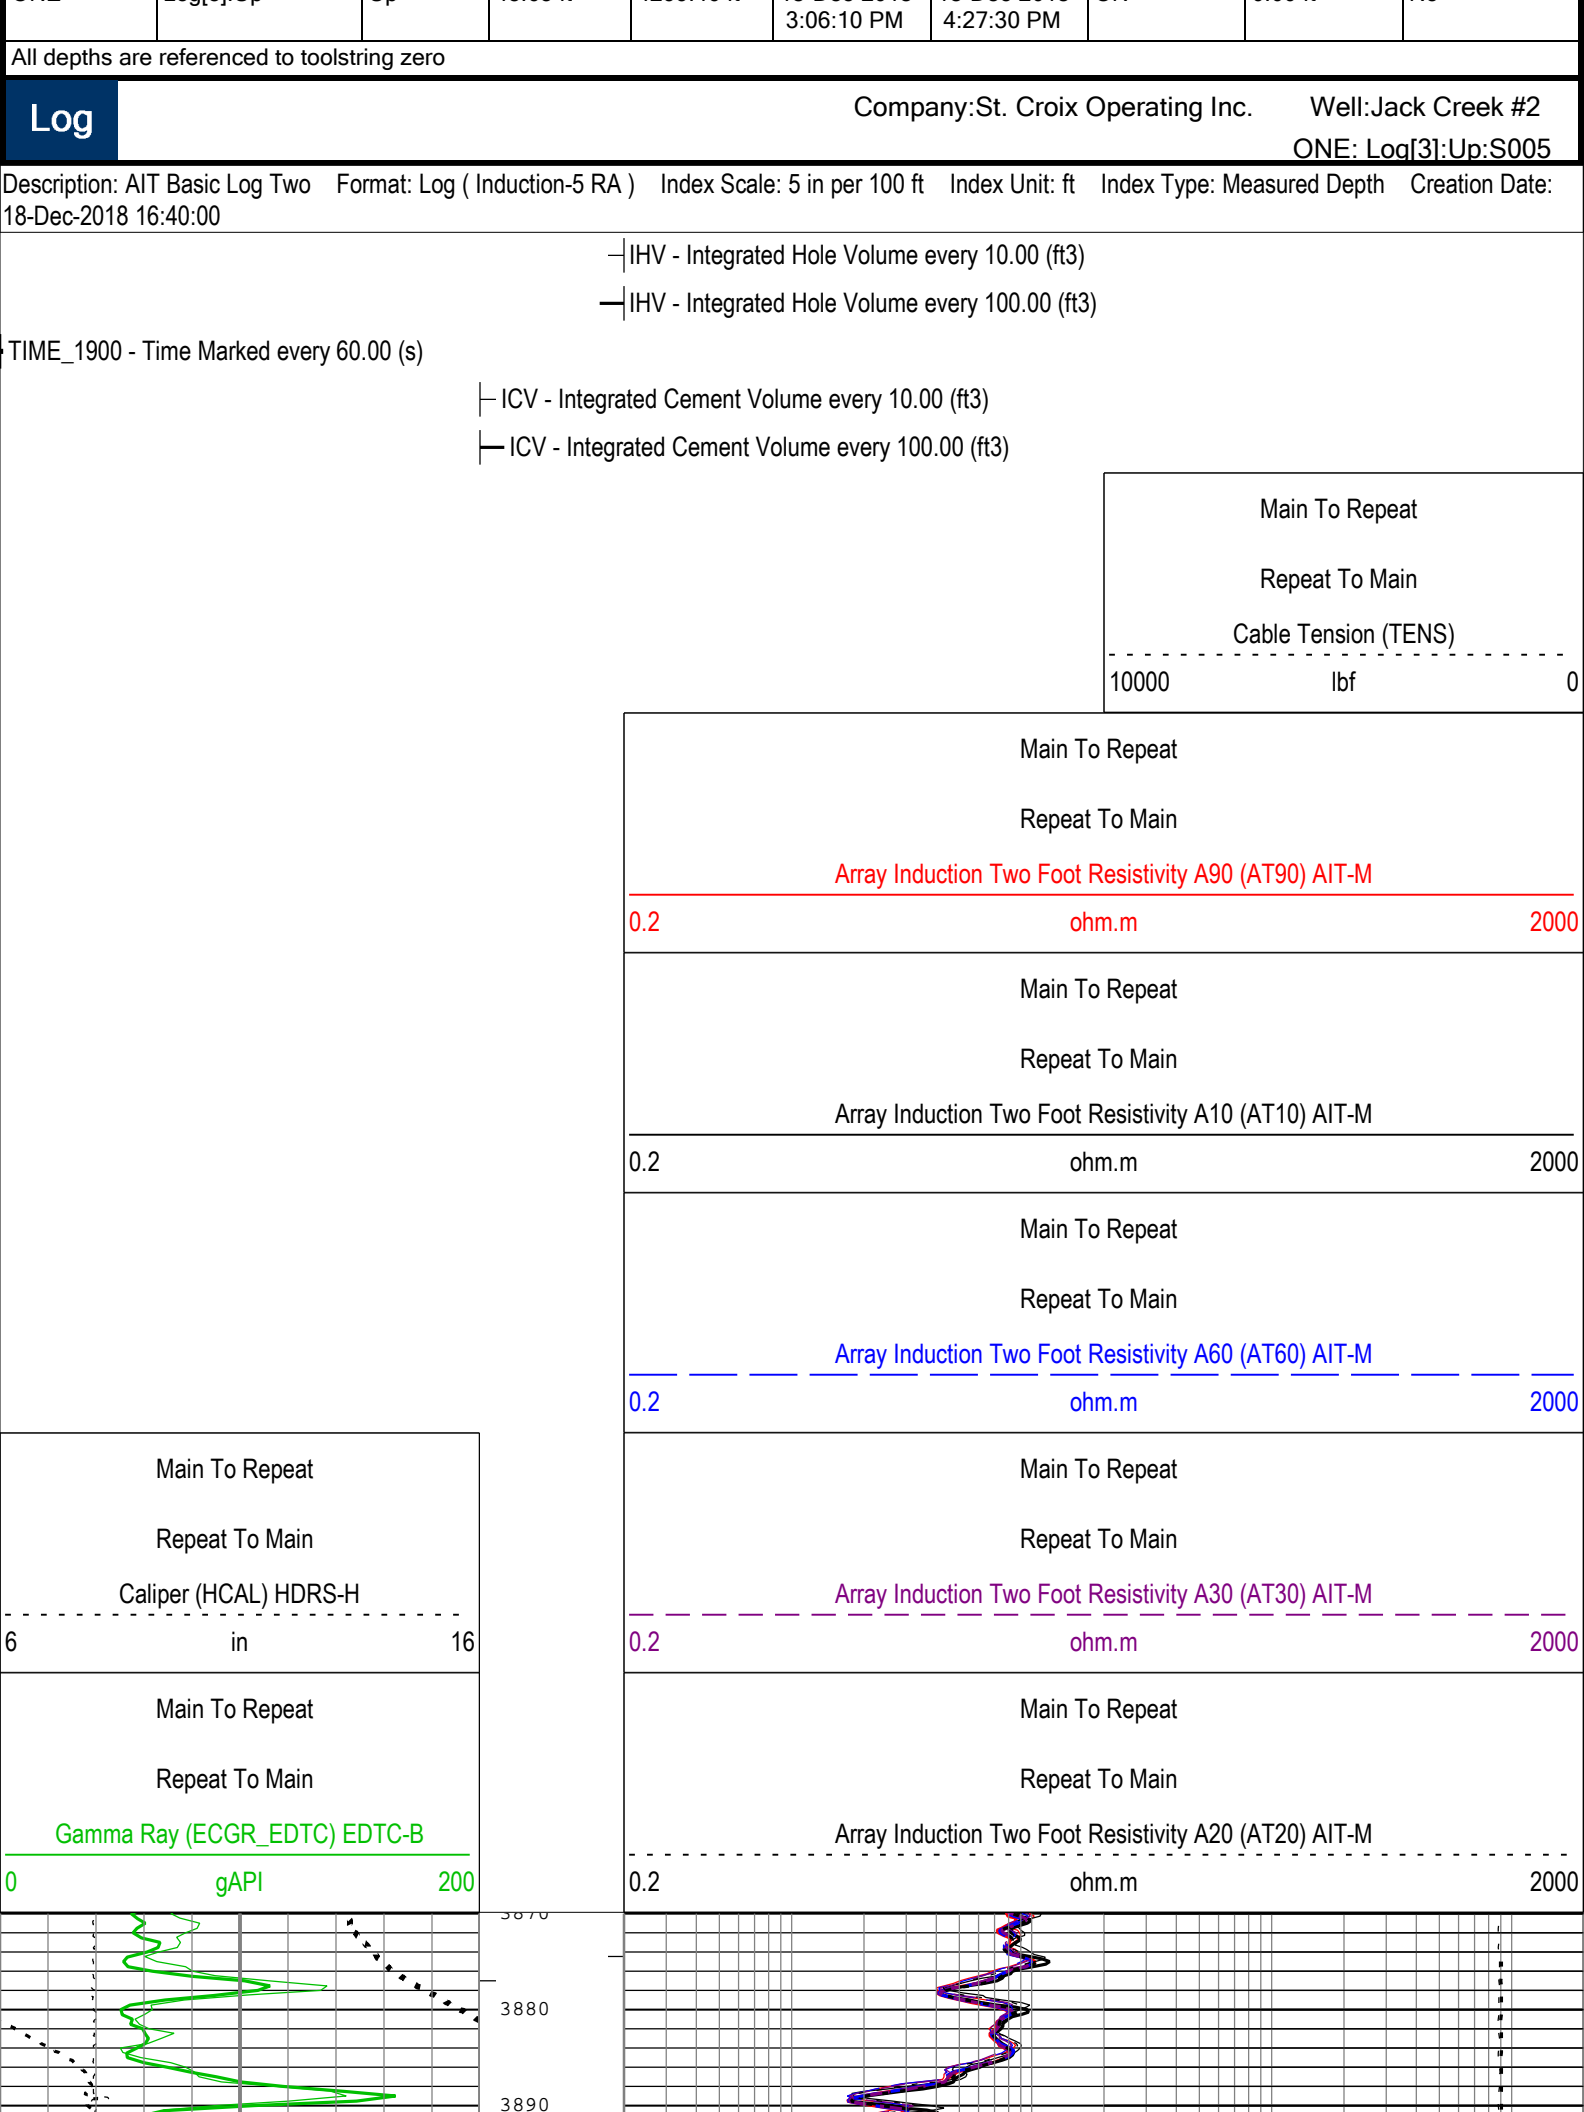 3:06:10 PM 4:27:30 PM
All depths are referenced to toolstring zero
Log
Company:St. Croix Operating Inc. Well:Jack Creek #2
ONE: Log[3]:Up:S005
Description: AIT Basic Log Two Format: Log ( Induction-5 RA ) Index Scale: 5 in per 100 ft Index Unit: ft Index Type: Measured Depth Creation Date:
18-Dec-2018 16:40:00
IHV - Integrated Hole Volume every 10.00 (ft3)
IHV - Integrated Hole Volume every 100.00 (ft3)
TIME_1900 - Time Marked every 60.00 (s)
ICV - Integrated Cement Volume every 10.00 (ft3)
ICV - Integrated Cement Volume every 100.00 (ft3)
Main To Repeat
Repeat To Main
Cable Tension (TENS)
10000 lbf 0
Main To Repeat
Repeat To Main
Array Induction Two Foot Resistivity A90 (AT90) AIT-M
0.2 ohm.m 2000
Main To Repeat
Repeat To Main
Array Induction Two Foot Resistivity A10 (AT10) AIT-M
0.2 ohm.m 2000
Main To Repeat
Repeat To Main
Array Induction Two Foot Resistivity A60 (AT60) AIT-M
0.2 ohm.m 2000
Main To Repeat Main To Repeat
Repeat To Main Repeat To Main
Caliper (HCAL) HDRS-H Array Induction Two Foot Resistivity A30 (AT30) AIT-M
6 in 16 0.2 ohm.m 2000
Main To Repeat Main To Repeat
Repeat To Main Repeat To Main
Gamma Ray (ECGR_EDTC) EDTC-B Array Induction Two Foot Resistivity A20 (AT20) AIT-M
0 gAPI 200 0.2 ohm.m 2000
3870
3880
3890